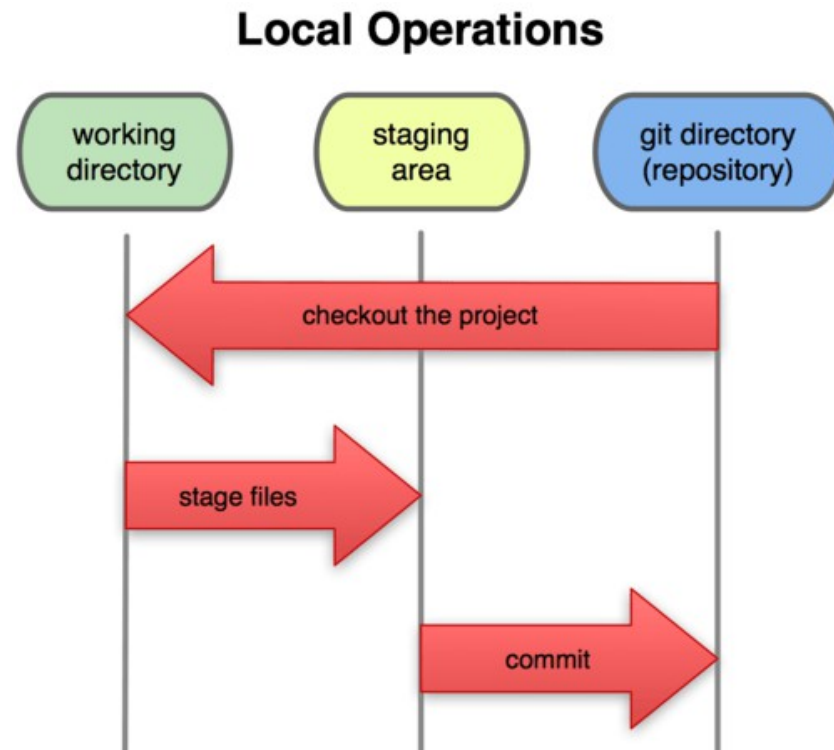 Local Operations
working
directory
staging
area
git directory
(repository)
checkout the project
stage files
commit